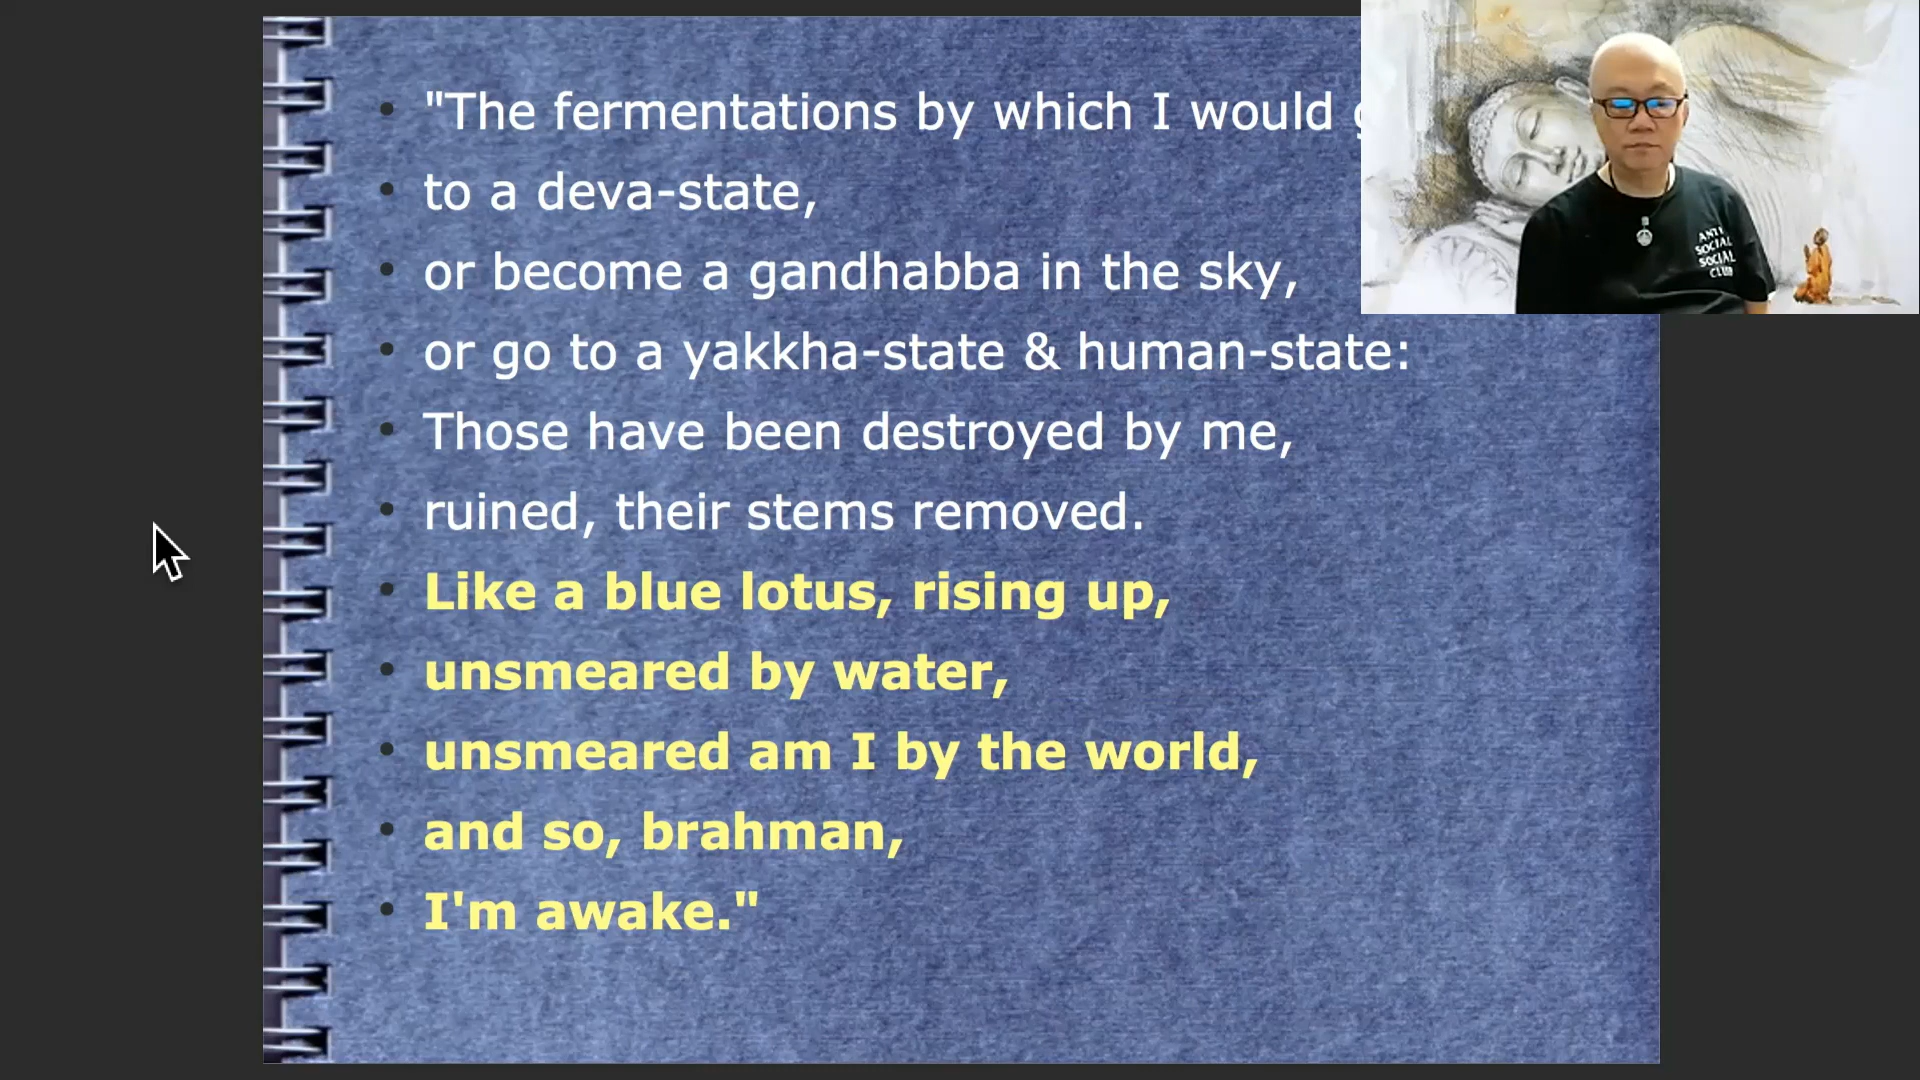 "The fermentations by which I would
to a deva-state,
or become a gandhabba in the sky,
or go to a yakkha-state & human-state:
Those have been destroyed by me,
ruined, their stems removed.
Like a blue lotus, rising up,
unsmeared by water,
unsmeared am I by the world,
and so, brahman,
I'm awake."
ANTI
SOCIAL
SOCIAL
CLUB